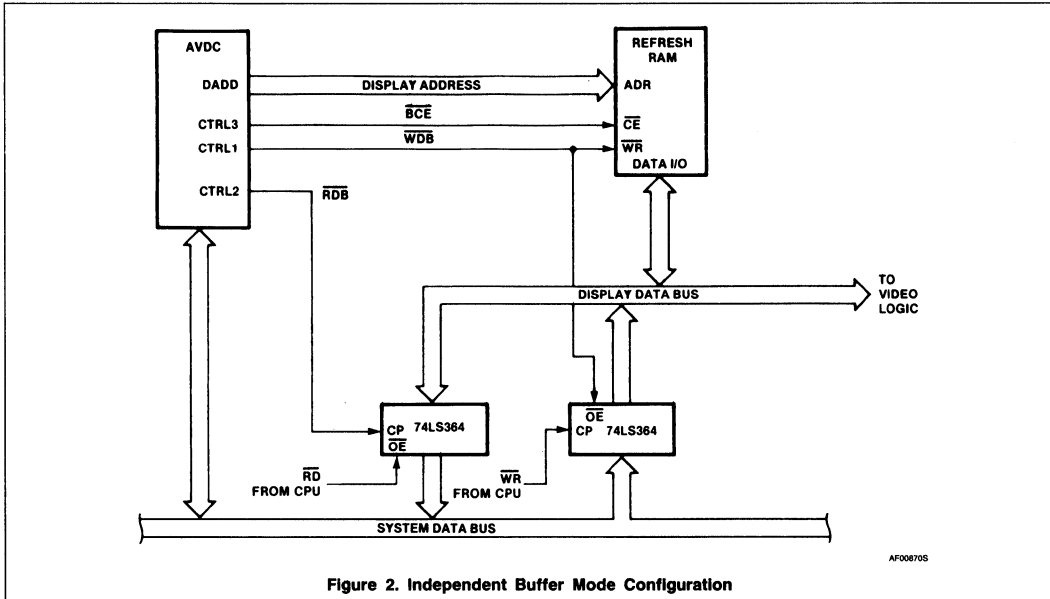 AVDC
DADD
CTRL3
CTRL1
CTRL2
DISPLAY ADDRESS
BCE
WDB
RDB
REFRESH
RAM
ADR
CE
WR
DATA I/O
DISPLAY DATA BUS
TO
VIDEO
LOGIC
CP 74LS364
OE
OE
CP 74LS364
RD
FROM CPU
WR
FROM CPU
SYSTEM DATA BUS
AF00870S
Figure 2. Independent Buffer Mode Configuration